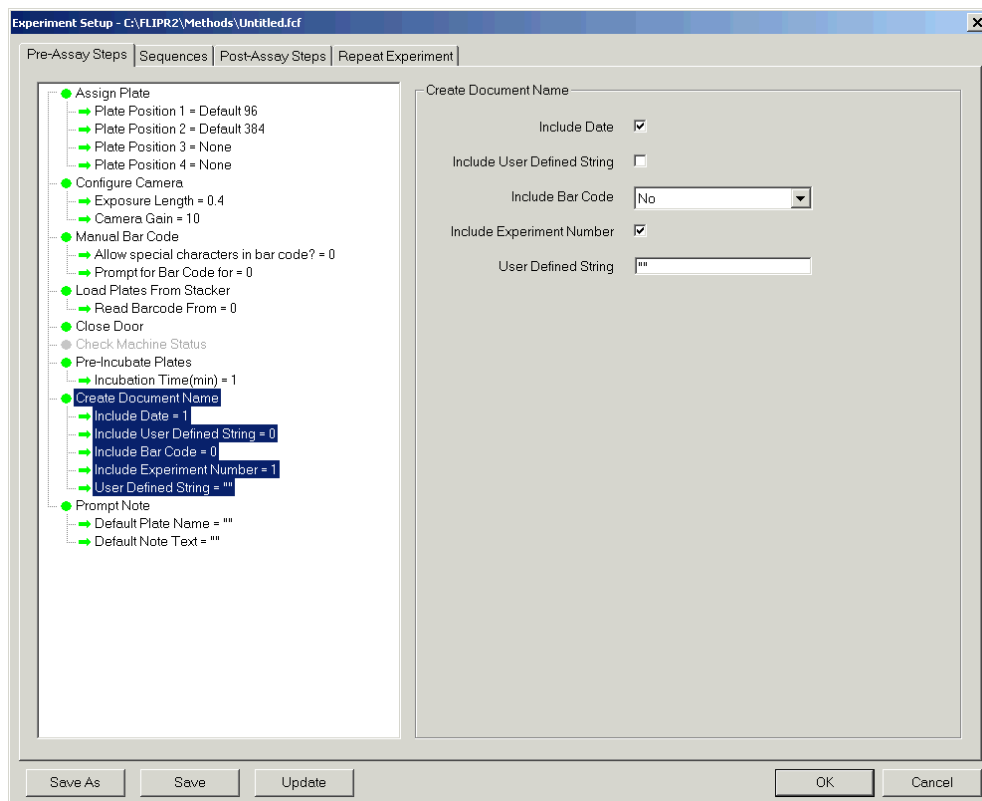 Experiment Setup - C:\FLIPR2\Methods\Untitled.fcf
Pre-Assay Steps Sequences Post-Assay Steps Repeat Experiment
Assign Plate
Plate Position 1 = Default 96
Plate Position 2 = Default 384
Plate Position 3 = None
Plate Position 4 = None
Configure Camera
Exposure Length = 0.4
Camera Gain = 10
Manual Bar Code
Allow special characters in bar code? = 0
Prompt for Bar Code for = 0
Load Plates From Stacker
Read Barcode From = 0
Close Door
Check Machine Status
Pre-Incubate Plates
Incubation Time(min) = 1
Create Document Name
Include Date = 1
Include User Defined String = 0
Include Bar Code = 0
Include Experiment Number = 1
User Defined String = ""
Prompt Note
Default Plate Name = ""
Default Note Text = ""
Create Document Name
Include Date
Include User Defined String
Include Bar Code No
Include Experiment Number
User Defined String ""
Save As Save Update OK Cancel